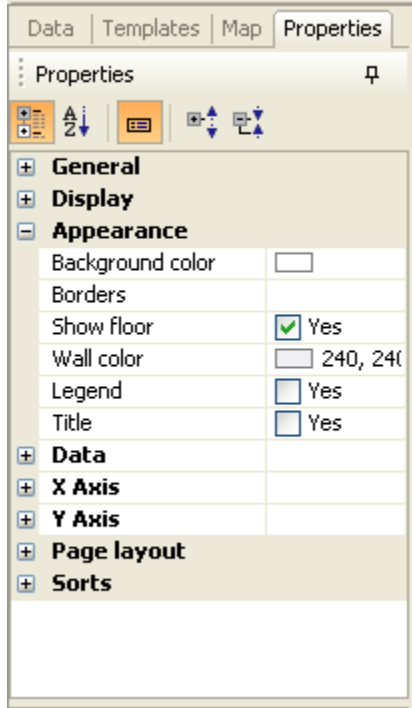 Data Templates Map Properties
Properties
General
Display
Appearance
Background color
Borders
Show floor Yes
Wall color 240, 240
Legend Yes
Title Yes
Data
X Axis
Y Axis
Page layout
Sorts